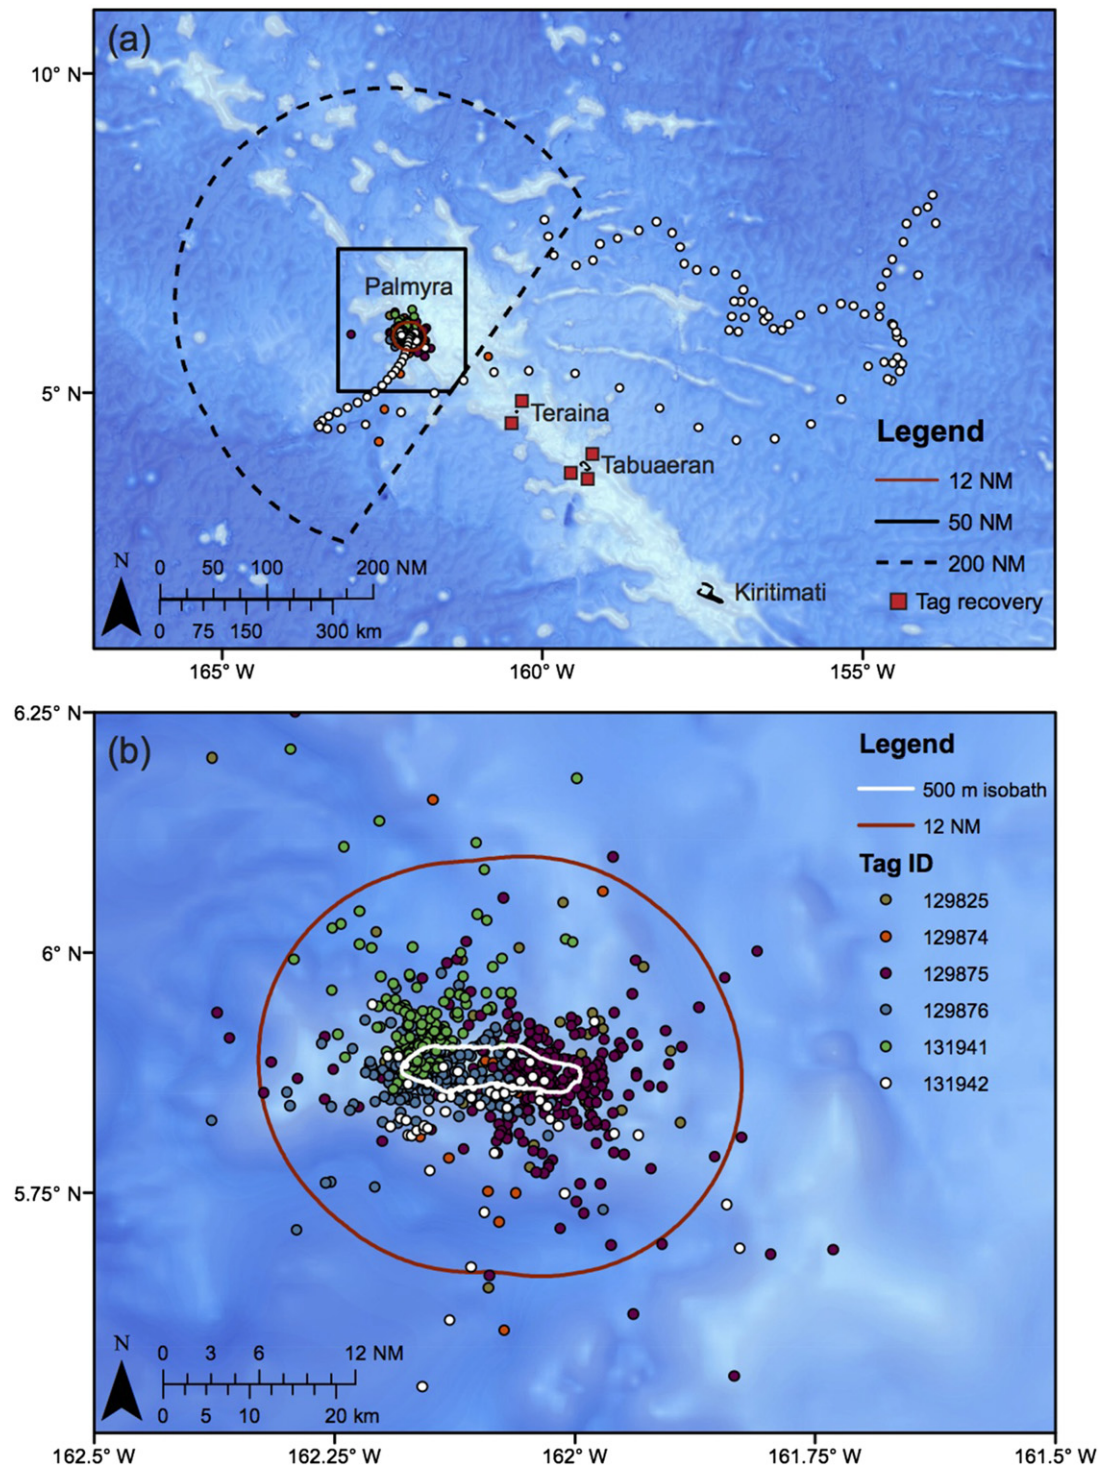 (a)
10° N
5° N
Palmyra
Teraina
Tabuaeran
Kiritimati
Legend
12 NM
50 NM
200 NM
Tag recovery
N
0 50 100 200 NM
0 75 150 300 km
165° W 160° W 155° W
(b)
6.25° N
6° N
5.75° N
Legend
500 m isobath
12 NM
Tag ID
129825
129874
129875
129876
131941
131942
N
0 3 6 12 NM
0 5 10 20 km
162.5° W 162.25° W 162° W 161.75° W 161.5° W